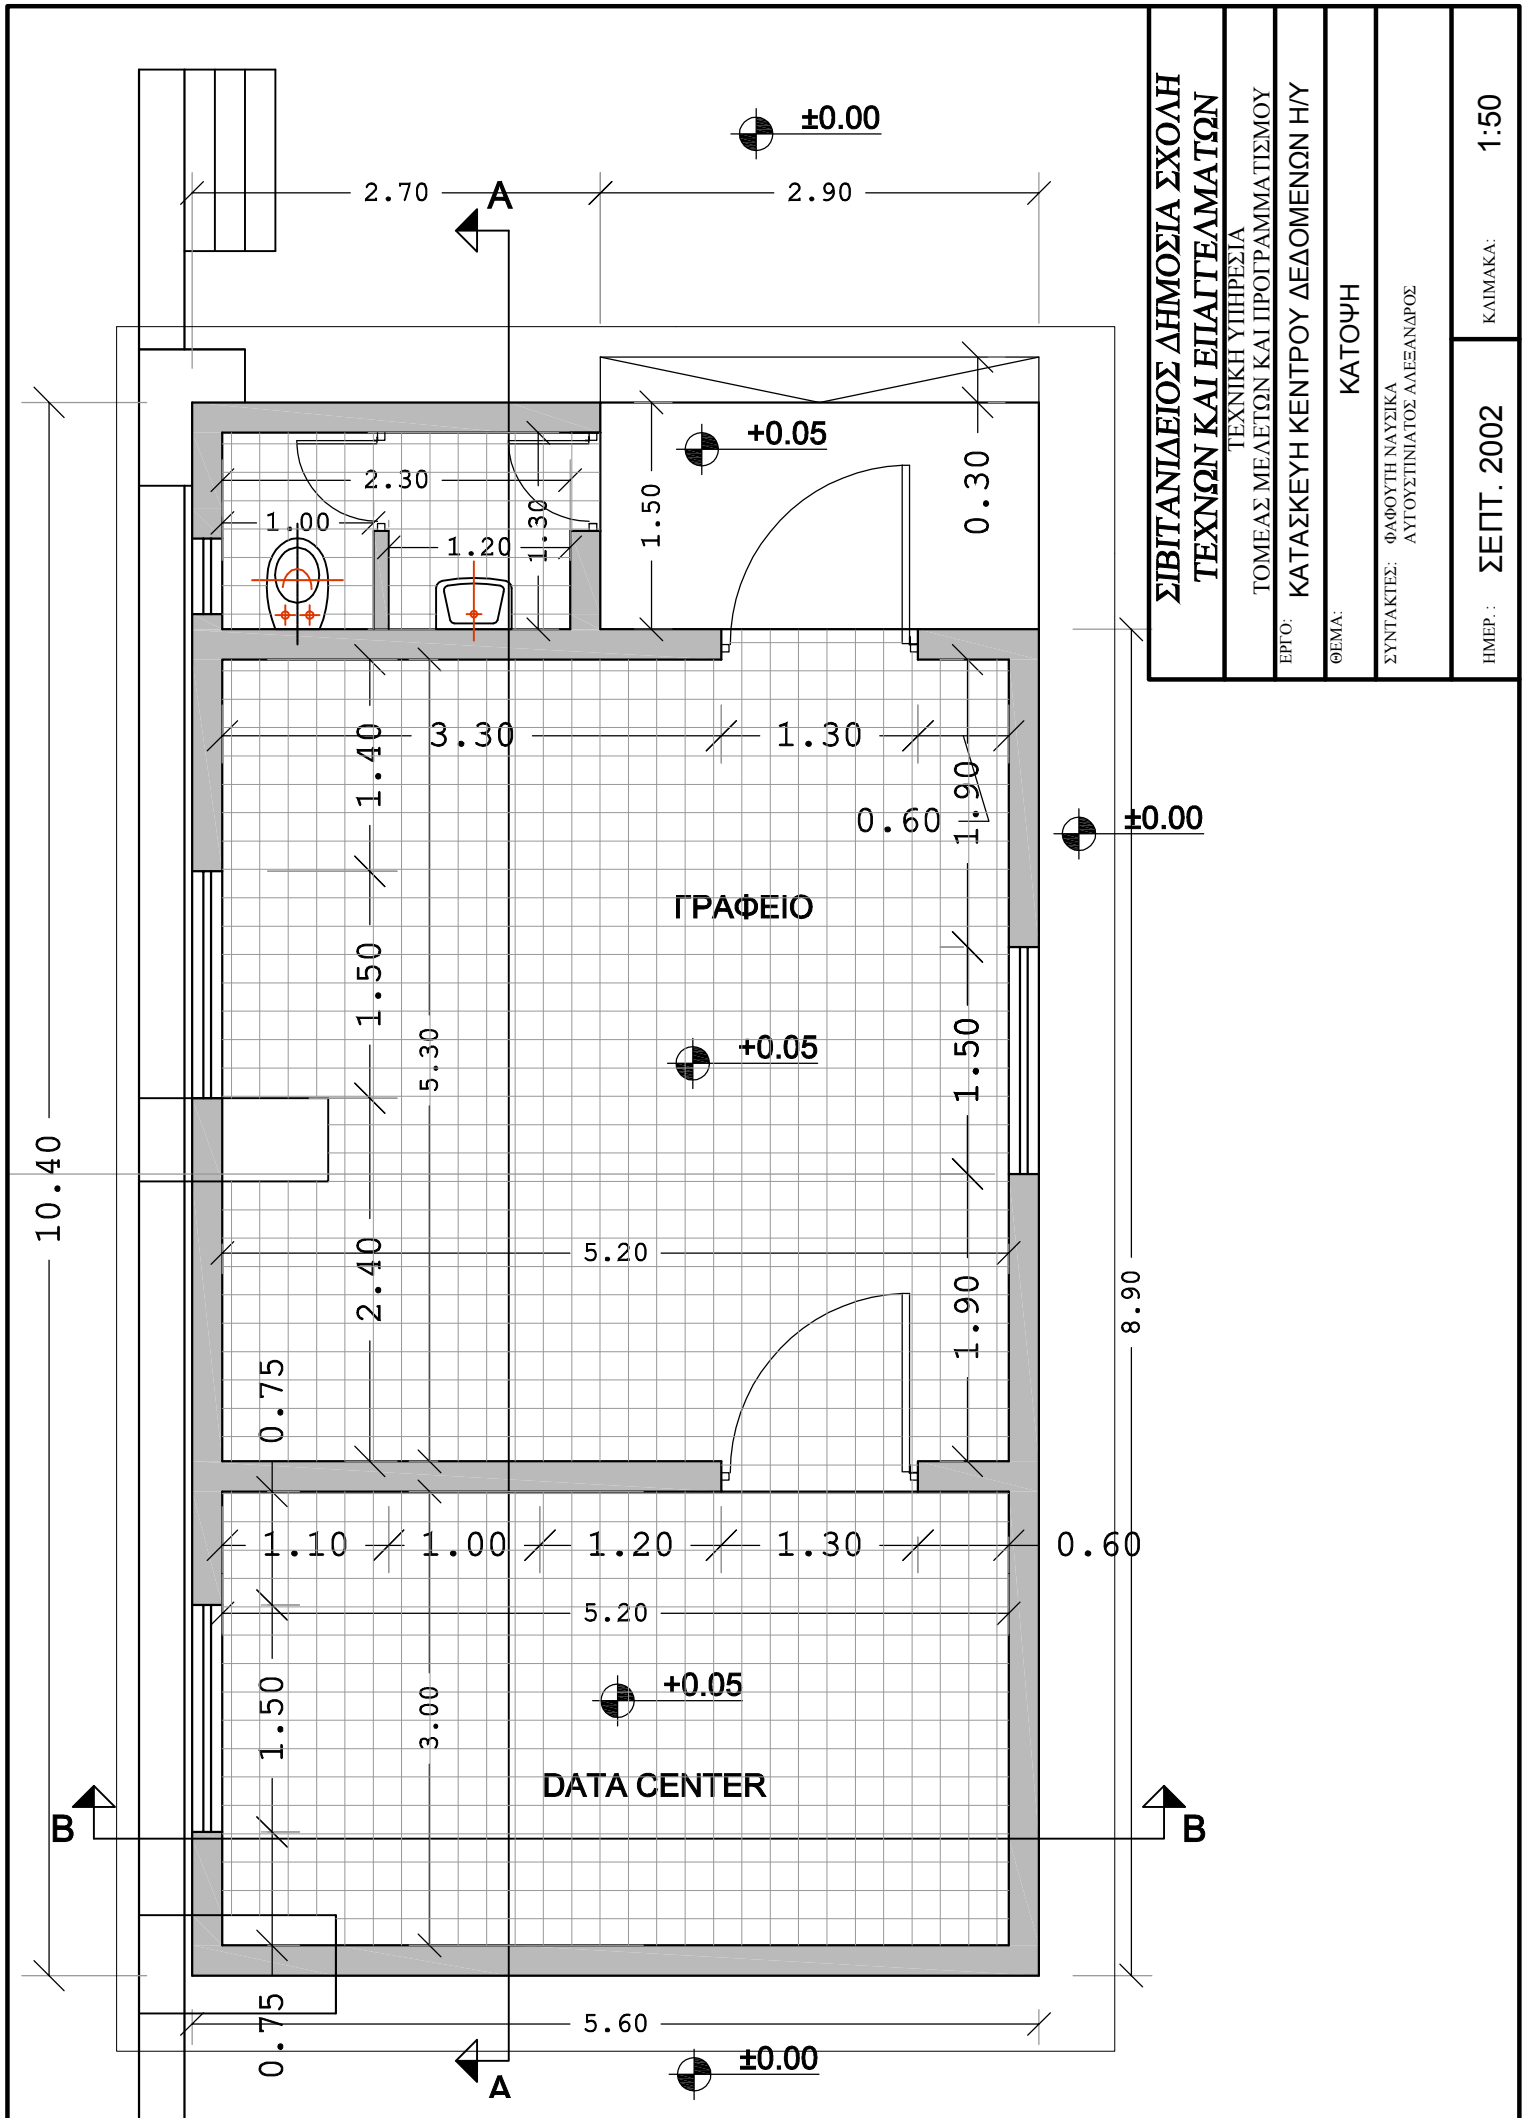 ±0.00
2.70
2.90
A
+0.05
2.30
1.00
1.20
1.30
1.50
0.30
3.30
1.30
1.40
1.90
0.60
±0.00
ΓΡΑΦΕΙΟ
1.50
5.30
+0.05
1.50
10.40
5.20
2.40
1.90
8.90
0.75
1.10
1.00
1.20
1.30
0.60
5.20
+0.05
1.50
3.00
DATA CENTER
B
B
0.75
5.60
±0.00
A
ΣΙΒΙΤΑΝΙΔΕΙΟΣ ΔΗΜΟΣΙΑ ΣΧΟΛΗ
ΤΕΧΝΩΝ ΚΑΙ ΕΠΑΓΓΕΛΜΑΤΩΝ
ΤΕΧΝΙΚΗ ΥΠΗΡΕΣΙΑ
ΤΟΜΕΑΣ ΜΕΛΕΤΩΝ ΚΑΙ ΠΡΟΓΡΑΜΜΑΤΙΣΜΟΥ
ΕΡΓΟ: ΚΑΤΑΣΚΕΥΗ ΚΕΝΤΡΟΥ ΔΕΔΟΜΕΝΩΝ Η/Υ
ΘΕΜΑ: ΚΑΤΟΨΗ
ΣΥΝΤΑΚΤΕΣ: ΦΑΦΟΥΤΗ ΝΑΥΣΙΚΑ
ΑΥΓΟΥΣΤΙΝΙΑΤΟΣ ΑΛΕΞΑΝΔΡΟΣ
ΗΜΕΡ. : ΣΕΠΤ. 2002 ΚΛΙΜΑΚΑ: 1:50